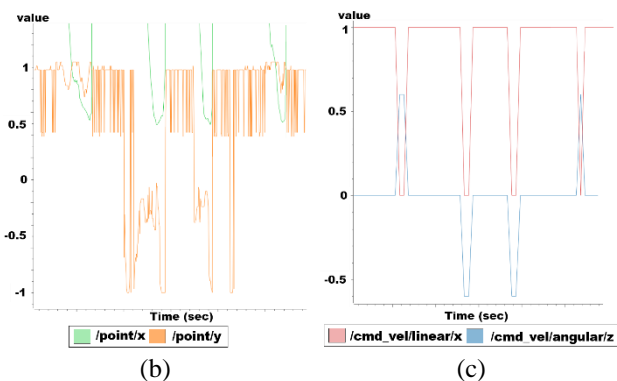 value
1
0.5
0
-0.5
-1
Time (sec)
/point/x /point/y
(b)
value
1
0.5
0
-0.5
Time (sec)
/cmd_vel/linear/x /cmd_vel/angular/z
(c)